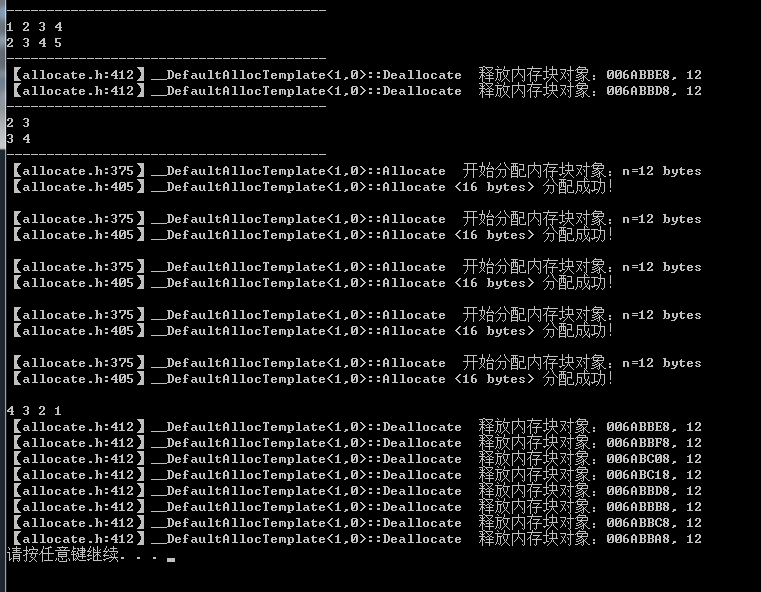 ----------------------------------------
1 2 3 4
2 3 4 5
----------------------------------------
【allocate.h:412】__DefaultAllocTemplate<1,0>::Deallocate  释放内存块对象：006ABBE8, 12
【allocate.h:412】__DefaultAllocTemplate<1,0>::Deallocate  释放内存块对象：006ABBD8, 12
----------------------------------------
2 3
3 4
----------------------------------------
【allocate.h:375】__DefaultAllocTemplate<1,0>::Allocate  开始分配内存块对象：n=12 bytes
【allocate.h:405】__DefaultAllocTemplate<1,0>::Allocate <16 bytes> 分配成功!
【allocate.h:375】__DefaultAllocTemplate<1,0>::Allocate  开始分配内存块对象：n=12 bytes
【allocate.h:405】__DefaultAllocTemplate<1,0>::Allocate <16 bytes> 分配成功!
【allocate.h:375】__DefaultAllocTemplate<1,0>::Allocate  开始分配内存块对象：n=12 bytes
【allocate.h:405】__DefaultAllocTemplate<1,0>::Allocate <16 bytes> 分配成功!
【allocate.h:375】__DefaultAllocTemplate<1,0>::Allocate  开始分配内存块对象：n=12 bytes
【allocate.h:405】__DefaultAllocTemplate<1,0>::Allocate <16 bytes> 分配成功!
【allocate.h:375】__DefaultAllocTemplate<1,0>::Allocate  开始分配内存块对象：n=12 bytes
【allocate.h:405】__DefaultAllocTemplate<1,0>::Allocate <16 bytes> 分配成功!
4 3 2 1
【allocate.h:412】__DefaultAllocTemplate<1,0>::Deallocate  释放内存块对象：006ABBE8, 12
【allocate.h:412】__DefaultAllocTemplate<1,0>::Deallocate  释放内存块对象：006ABBF8, 12
【allocate.h:412】__DefaultAllocTemplate<1,0>::Deallocate  释放内存块对象：006ABC08, 12
【allocate.h:412】__DefaultAllocTemplate<1,0>::Deallocate  释放内存块对象：006ABC18, 12
【allocate.h:412】__DefaultAllocTemplate<1,0>::Deallocate  释放内存块对象：006ABBD8, 12
【allocate.h:412】__DefaultAllocTemplate<1,0>::Deallocate  释放内存块对象：006ABBB8, 12
【allocate.h:412】__DefaultAllocTemplate<1,0>::Deallocate  释放内存块对象：006ABBC8, 12
【allocate.h:412】__DefaultAllocTemplate<1,0>::Deallocate  释放内存块对象：006ABBA8, 12
请按任意键继续. . .